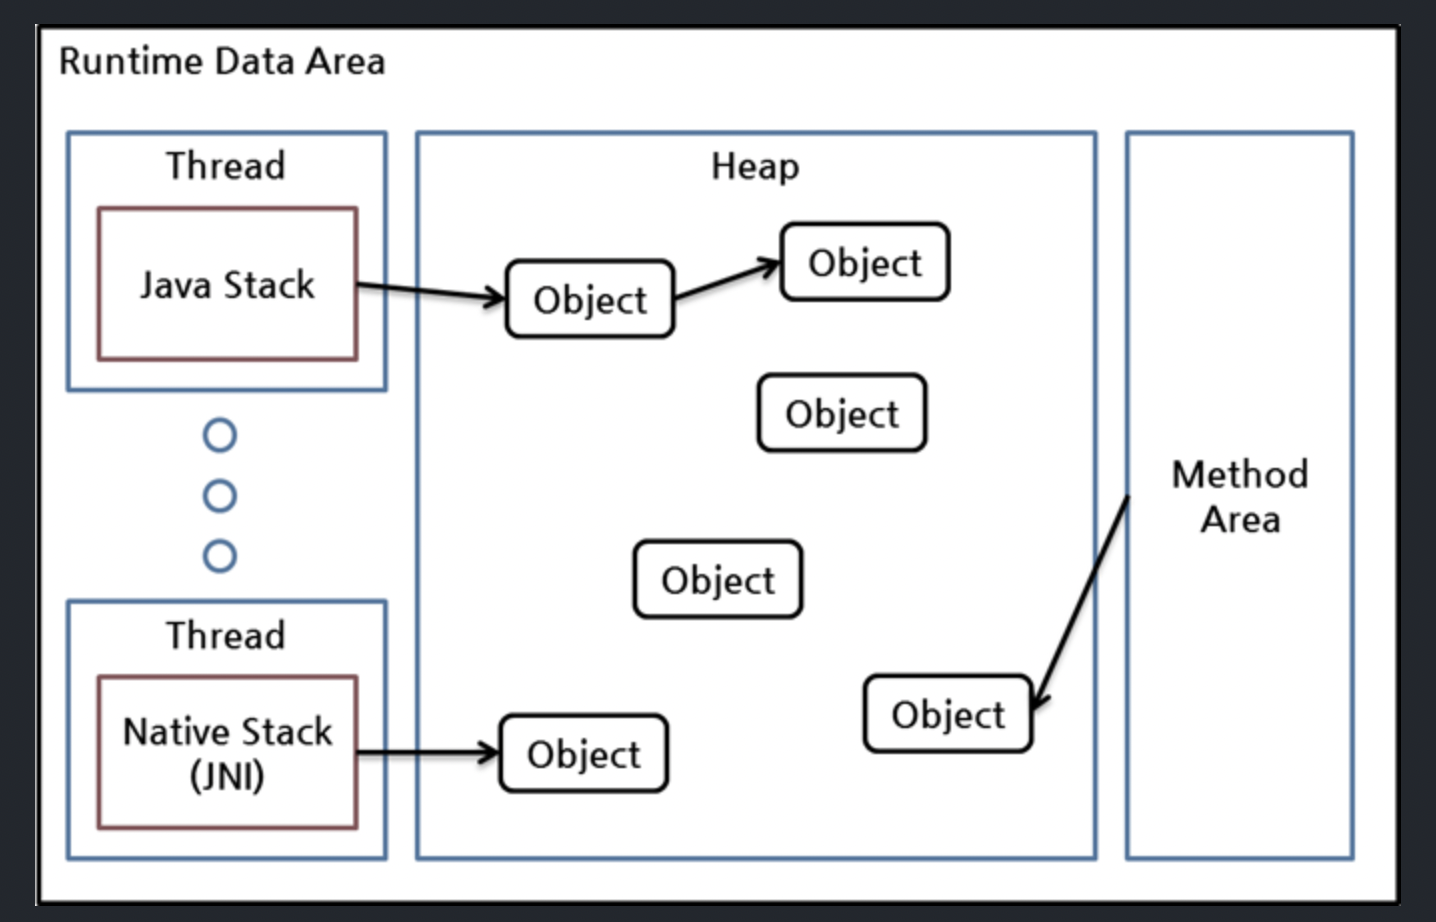 Runtime Data Area
Thread
Java Stack
Heap
Object
Object
Object
Object
Object
Object
Method
Area
Thread
Native Stack
(JNI)